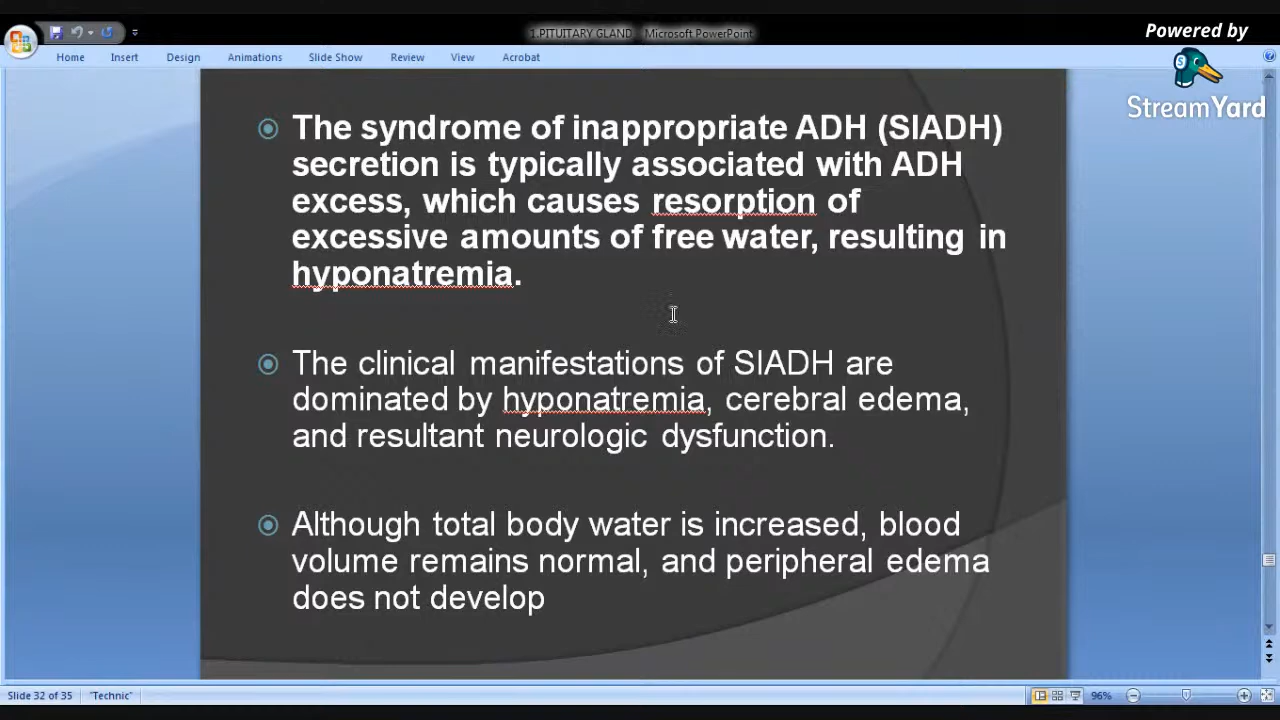 1.PITUITARY GLAND - Microsoft PowerPoint
Powered by
Home Insert Design Animations Slide Show Review View Acrobat
StreamYard
The syndrome of inappropriate ADH (SIADH)
secretion is typically associated with ADH
excess, which causes resorption of
excessive amounts of free water, resulting in
hyponatremia.
The clinical manifestations of SIADH are
dominated by hyponatremia, cerebral edema,
and resultant neurologic dysfunction.
Although total body water is increased, blood
volume remains normal, and peripheral edema
does not develop
Slide 32 of 35 "Technic" 96%